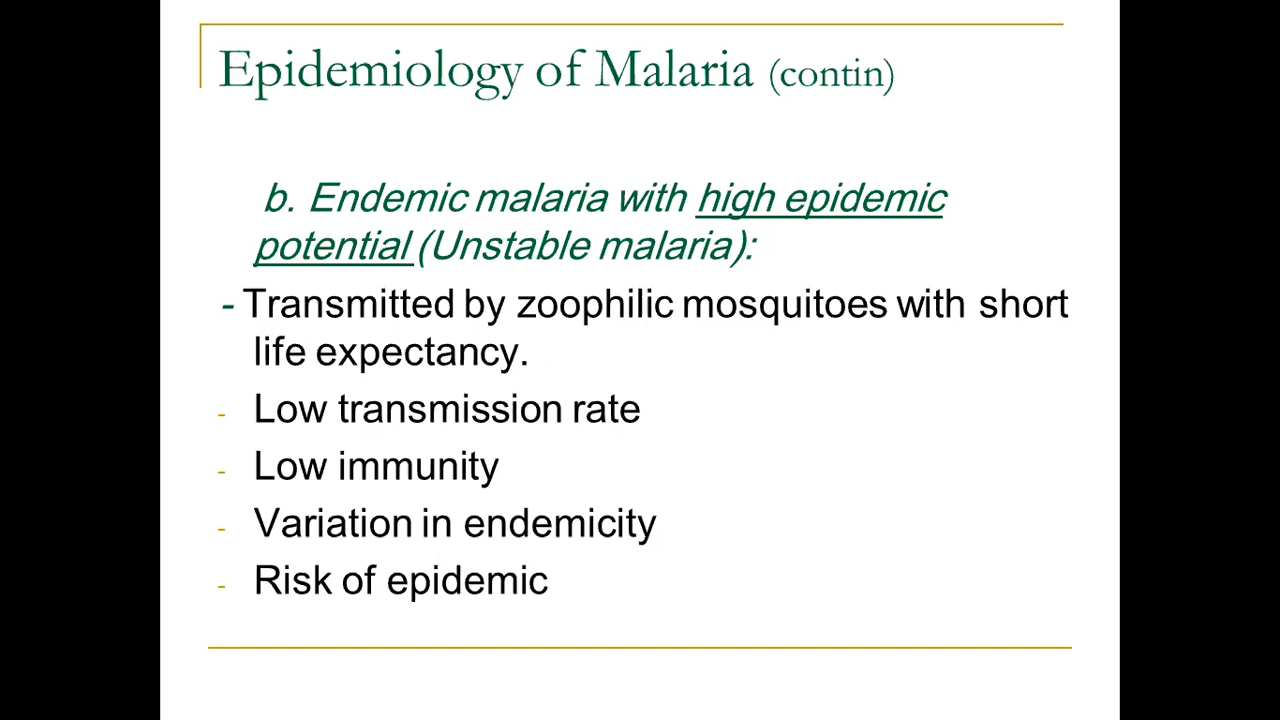 Epidemiology of Malaria (contin)
b. Endemic malaria with high epidemic
potential (Unstable malaria):
- Transmitted by zoophilic mosquitoes with short
life expectancy.
- Low transmission rate
- Low immunity
- Variation in endemicity
- Risk of epidemic